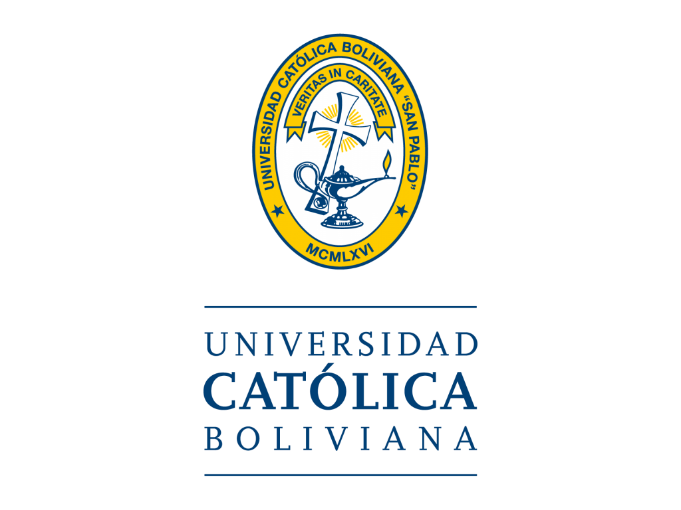 UNIVERSIDAD CATÓLICA BOLIVIANA "SAN PABLO"
VERITAS IN CARITATE
MCMLXVI
UNIVERSIDAD
CATÓLICA
BOLIVIANA